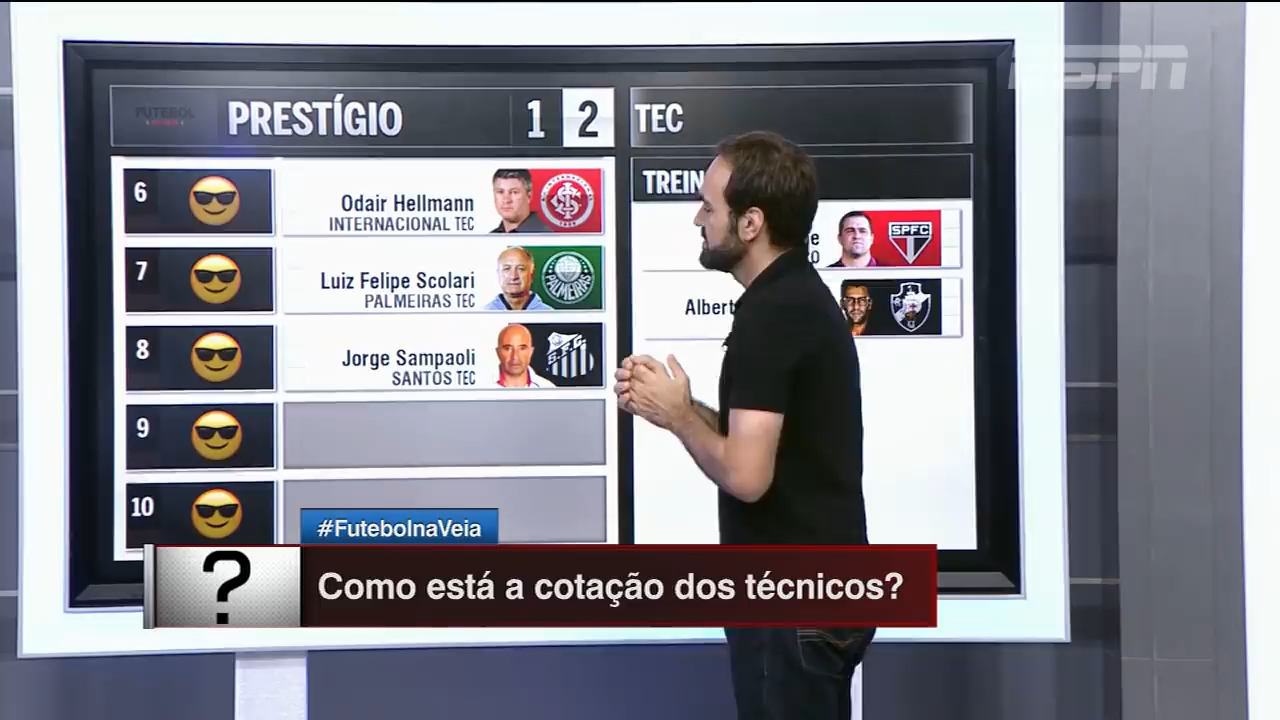 ESPN
FUTEBOL
PRESTÍGIO
1 2
TEC
6
Odair Hellmann
INTERNACIONAL TEC
7
Luiz Felipe Scolari
PALMEIRAS TEC
PALMEIRAS
8
Jorge Sampaoli
SANTOS TEC
9
10
TREIN
SPFC
Albert
#FutebolnaVeia
?
Como está a cotação dos técnicos?